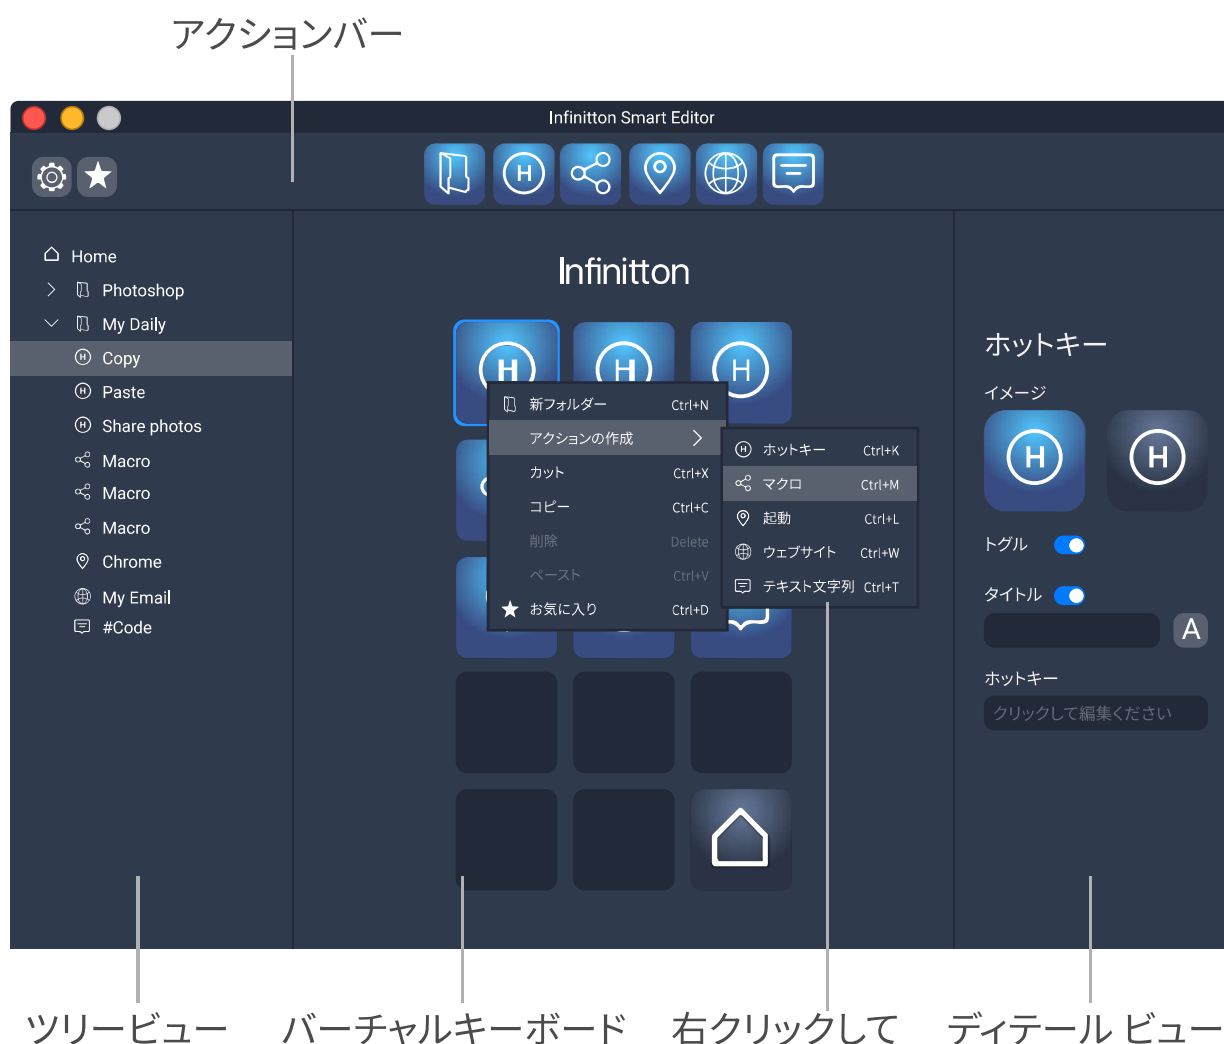 アクションバー
Infinitton Smart Editor
H
Home
Photoshop
My Daily
Copy
Paste
Share photos
Macro
Macro
Macro
Chrome
My Email
#Code
Infinitton
H H H
新フォルダー Ctrl+N
アクションの作成
カット Ctrl+X
コピー Ctrl+C
削除 Delete
ペースト Ctrl+V
お気に入り Ctrl+D
ホットキー Ctrl+K
マクロ Ctrl+M
起動 Ctrl+L
ウェブサイト Ctrl+W
テキスト文字列 Ctrl+T
ホットキー
イメージ
H H
トグル
タイトル
A
ホットキー
クリックして編集ください
ツリービュー バーチャルキーボード 右クリックして ディテール ビュー